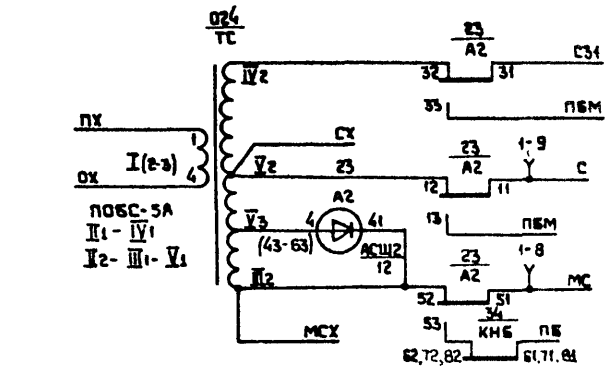 024
ТС
23
А2
СЗ1
IV2
32
31
ПХ
33
ПБМ
1
I(2-3)
СХ
23
А2
1-9
4
V2
23
С
ОХ
12
11
ПОБС-5А
А2
13
ПБМ
II1-IV1
V3
4
41
23
А2
1-8
II2-III1-V1
(43-63)
АСШ2
12
III2
МС
52
51
34
КНБ
53
ПБ
МСХ
62,72,82
61,71,81